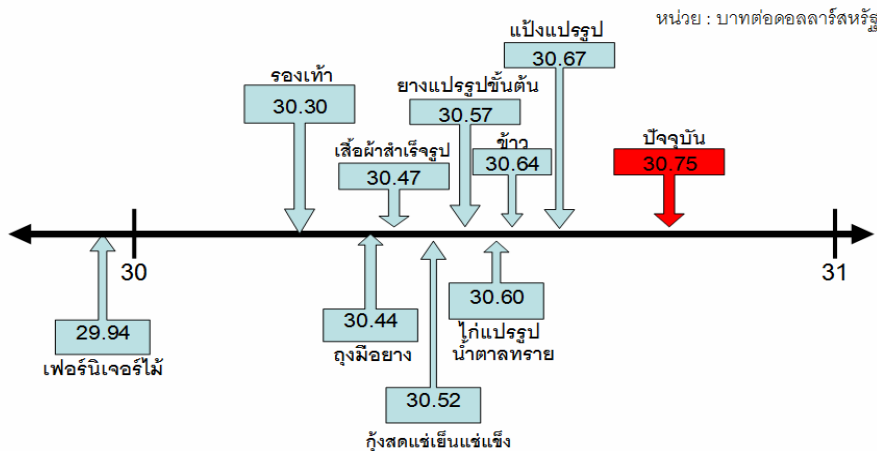 หน่วย : บาทต่อดอลลาร์สหรัฐ
แป้งแปรรูป
30.67
รองเท้า
30.30
ยางแปรรูปขั้นต้น
30.57
เสื้อผ้าสำเร็จรูป
30.47
ข้าว
30.64
ปัจจุบัน
30.75
30
31
29.94
เฟอร์นิเจอร์ไม้
30.44
ถุงมือยาง
30.52
กุ้งสดแช่เย็นแช่แข็ง
30.60
ไก่แปรรูป
น้ำตาลทราย